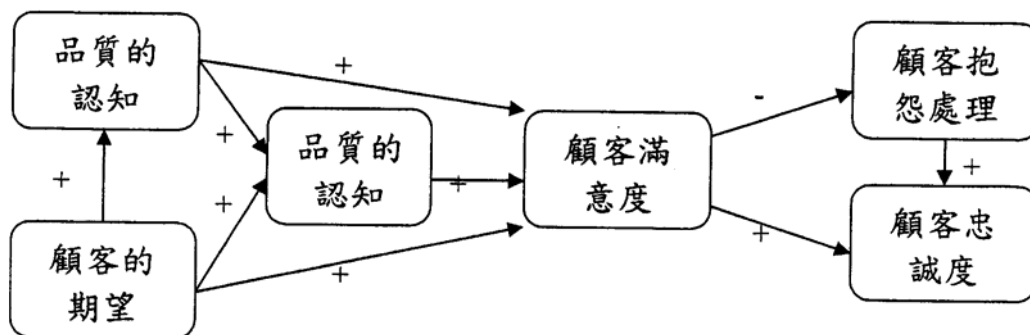 品質的
認知
+
+
+
+
+
+
品質的
認知
+
顧客的
期望
顧客滿
意度
-
+
顧客抱
怨處理
+
顧客忠
誠度